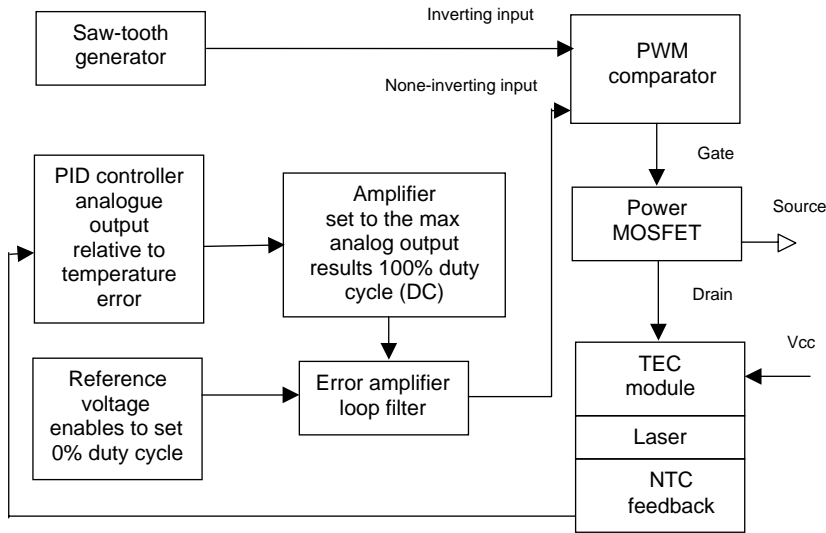 Saw-tooth
generator
Inverting input
PWM
comparator
None-inverting input
Gate
PID controller
analogue
output
relative to
temperature
error
Amplifier
set to the max
analog output
results 100% duty
cycle (DC)
Power
MOSFET
Source
Drain
Reference
voltage
enables to set
0% duty cycle
Error amplifier
loop filter
TEC
module
Vcc
Laser
NTC
feedback